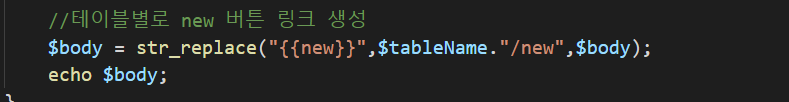 //테이블별로 new 버튼 링크 생성
$body = str_replace("{{new}}",$tableName."/new",$body);
echo $body;
}